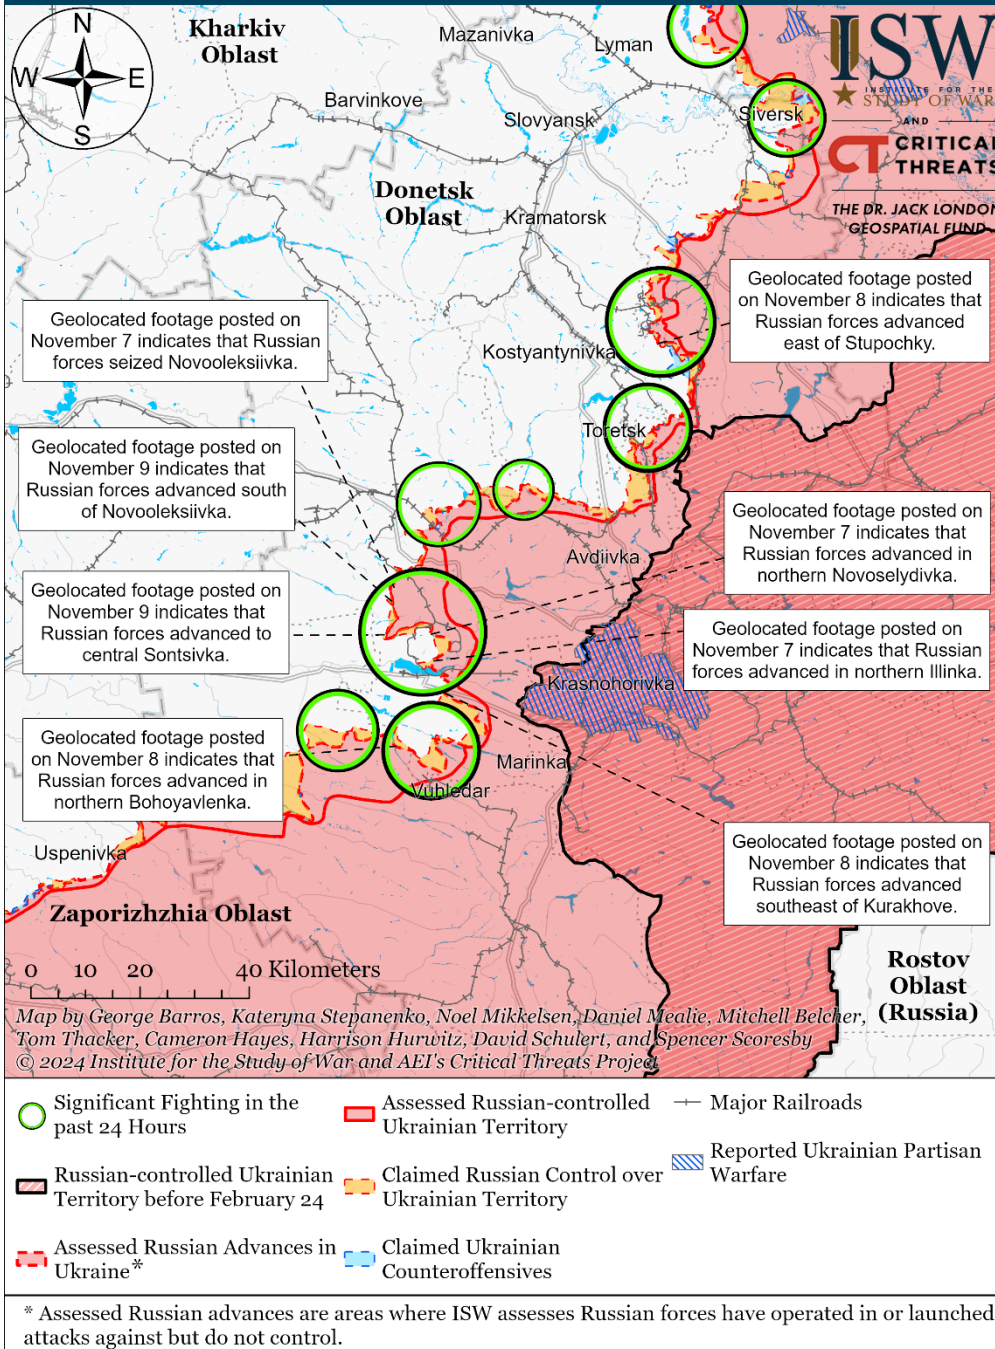 N
W
E
S
Kharkiv
Oblast
Mazanivka
Lyman
ISW
INSTITUTE FOR THE
STUDY OF WAR
AND
CT CRITICAL
THREATS
THE DR. JACK LONDON
GEOSPATIAL FUND
Barvinkove
Slovyansk
Siversk
Donetsk
Oblast
Kramatorsk
Geolocated footage posted
on November 8 indicates that
Russian forces advanced
east of Stupochky.
Geolocated footage posted on
November 7 indicates that Russian
forces seized Novooleksiivka.
Kostyantynivka
Toretsk
Geolocated footage posted on
November 9 indicates that
Russian forces advanced south
of Novooleksiivka.
Geolocated footage posted on
November 7 indicates that
Russian forces advanced in
northern Novoselydivka.
Avdiivka
Geolocated footage posted on
November 9 indicates that
Russian forces advanced to
central Sontsivka.
Geolocated footage posted on
November 7 indicates that Russian
forces advanced in northern Illinka.
Krasnohorivka
Geolocated footage posted
on November 8 indicates that
Russian forces advanced in
northern Bohoyavlenka.
Marinka
Vuhledar
Uspenivka
Geolocated footage posted on
November 8 indicates that
Russian forces advanced
southeast of Kurakhove.
Zaporizhzhia Oblast
Rostov
Oblast
(Russia)
0 10 20 40 Kilometers
Map by George Barros, Kateryna Stepanenko, Noel Mikkelsen, Daniel Mealie, Mitchell Belcher,
Tom Thacker, Cameron Hayes, Harrison Hurwitz, David Schulert, and Spencer Scoresby
© 2024 Institute for the Study of War and AEI's Critical Threats Project
Significant Fighting in the
past 24 Hours
Russian-controlled Ukrainian
Territory before February 24
Assessed Russian Advances in
Ukraine*
Assessed Russian-controlled
Ukrainian Territory
Claimed Russian Control over
Ukrainian Territory
Claimed Ukrainian
Counteroffensives
Major Railroads
Reported Ukrainian Partisan
Warfare
* Assessed Russian advances are areas where ISW assesses Russian forces have operated in or launched
attacks against but do not control.